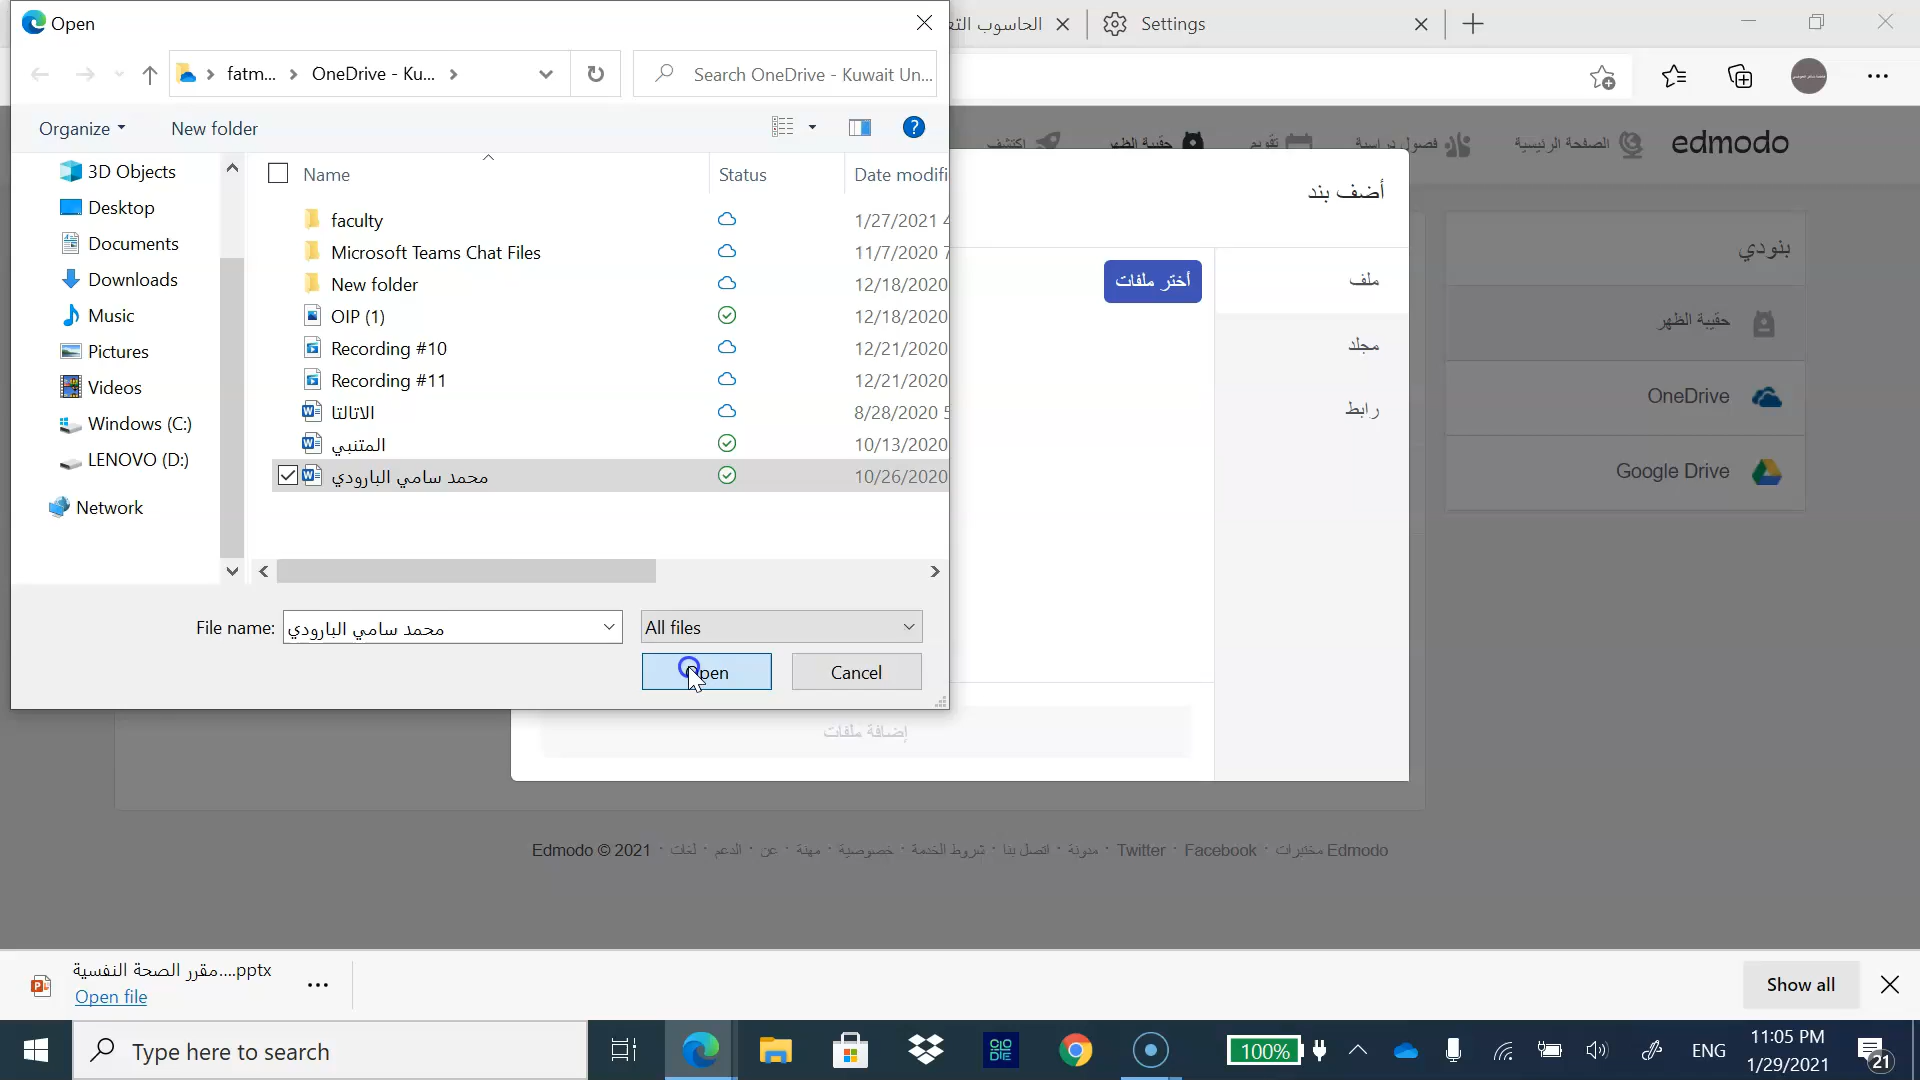 Open
الحاسوب التع
Settings
fatm...
OneDrive - Ku...
Search OneDrive - Kuwait Un...
Organize
New folder
3D Objects
Desktop
Documents
Downloads
Music
Pictures
Videos
Windows (C:)
LENOVO (D:)
Network
Name
Status
Date modifi
faculty
1/27/2021 4
Microsoft Teams Chat Files
11/7/2020 7
New folder
12/18/2020
OIP (1)
12/18/2020
Recording #10
12/21/2020
Recording #11
12/21/2020
الاتالتا
8/28/2020 5
المتنبي
10/13/2020
محمد سامي البارودي
10/26/2020
File name:
محمد سامي البارودي
All files
Open
Cancel
edmodo
الصفحة الرئيسية
فصول دراسية
تقويم
حقيبة الظهر
اكتشف
أضف بند
أختر ملفات
ملف
مجلد
رابط
إضافة ملفات
بنودي
حقيبة الظهر
OneDrive
Google Drive
Edmodo © 2021 · لغات · الدعم · عن · مهنة · خصوصية · شروط الخدمة · اتصل بنا · مدونة · Twitter · Facebook · مختبرات Edmodo
مقرر الصحة النفسية....pptx
Open file
Show all
Type here to search
CODE
100%
ENG
11:05 PM
1/29/2021
21